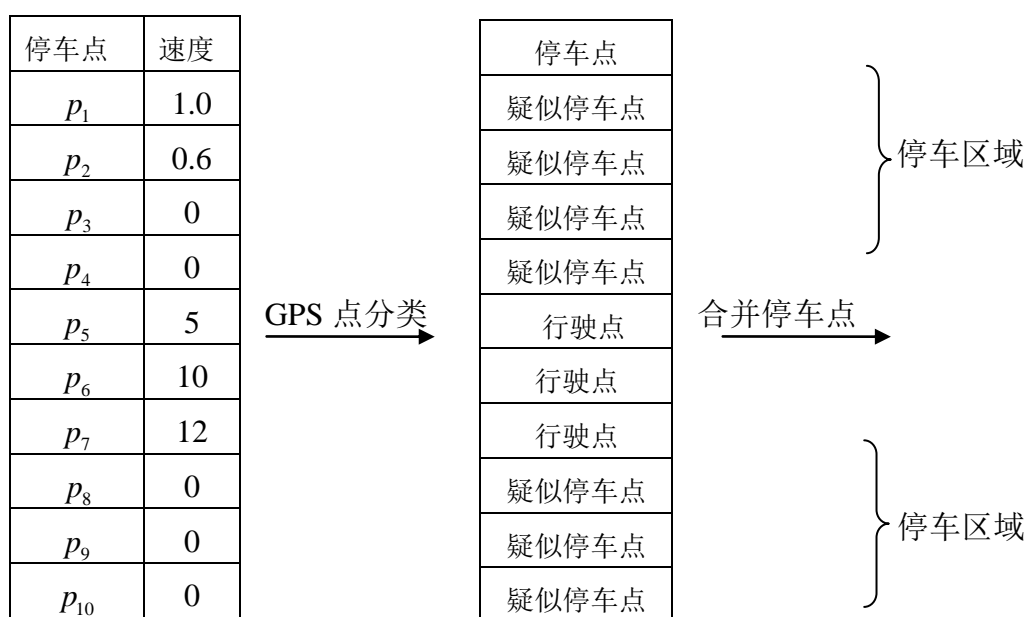 停车点 速度
p1 1.0
p2 0.6
p3 0
p4 0
p5 5
p6 10
p7 12
p8 0
p9 0
p10 0
GPS 点分类
停车点
疑似停车点
疑似停车点
疑似停车点
疑似停车点
行驶点
行驶点
行驶点
疑似停车点
疑似停车点
疑似停车点
合并停车点
停车区域
停车区域